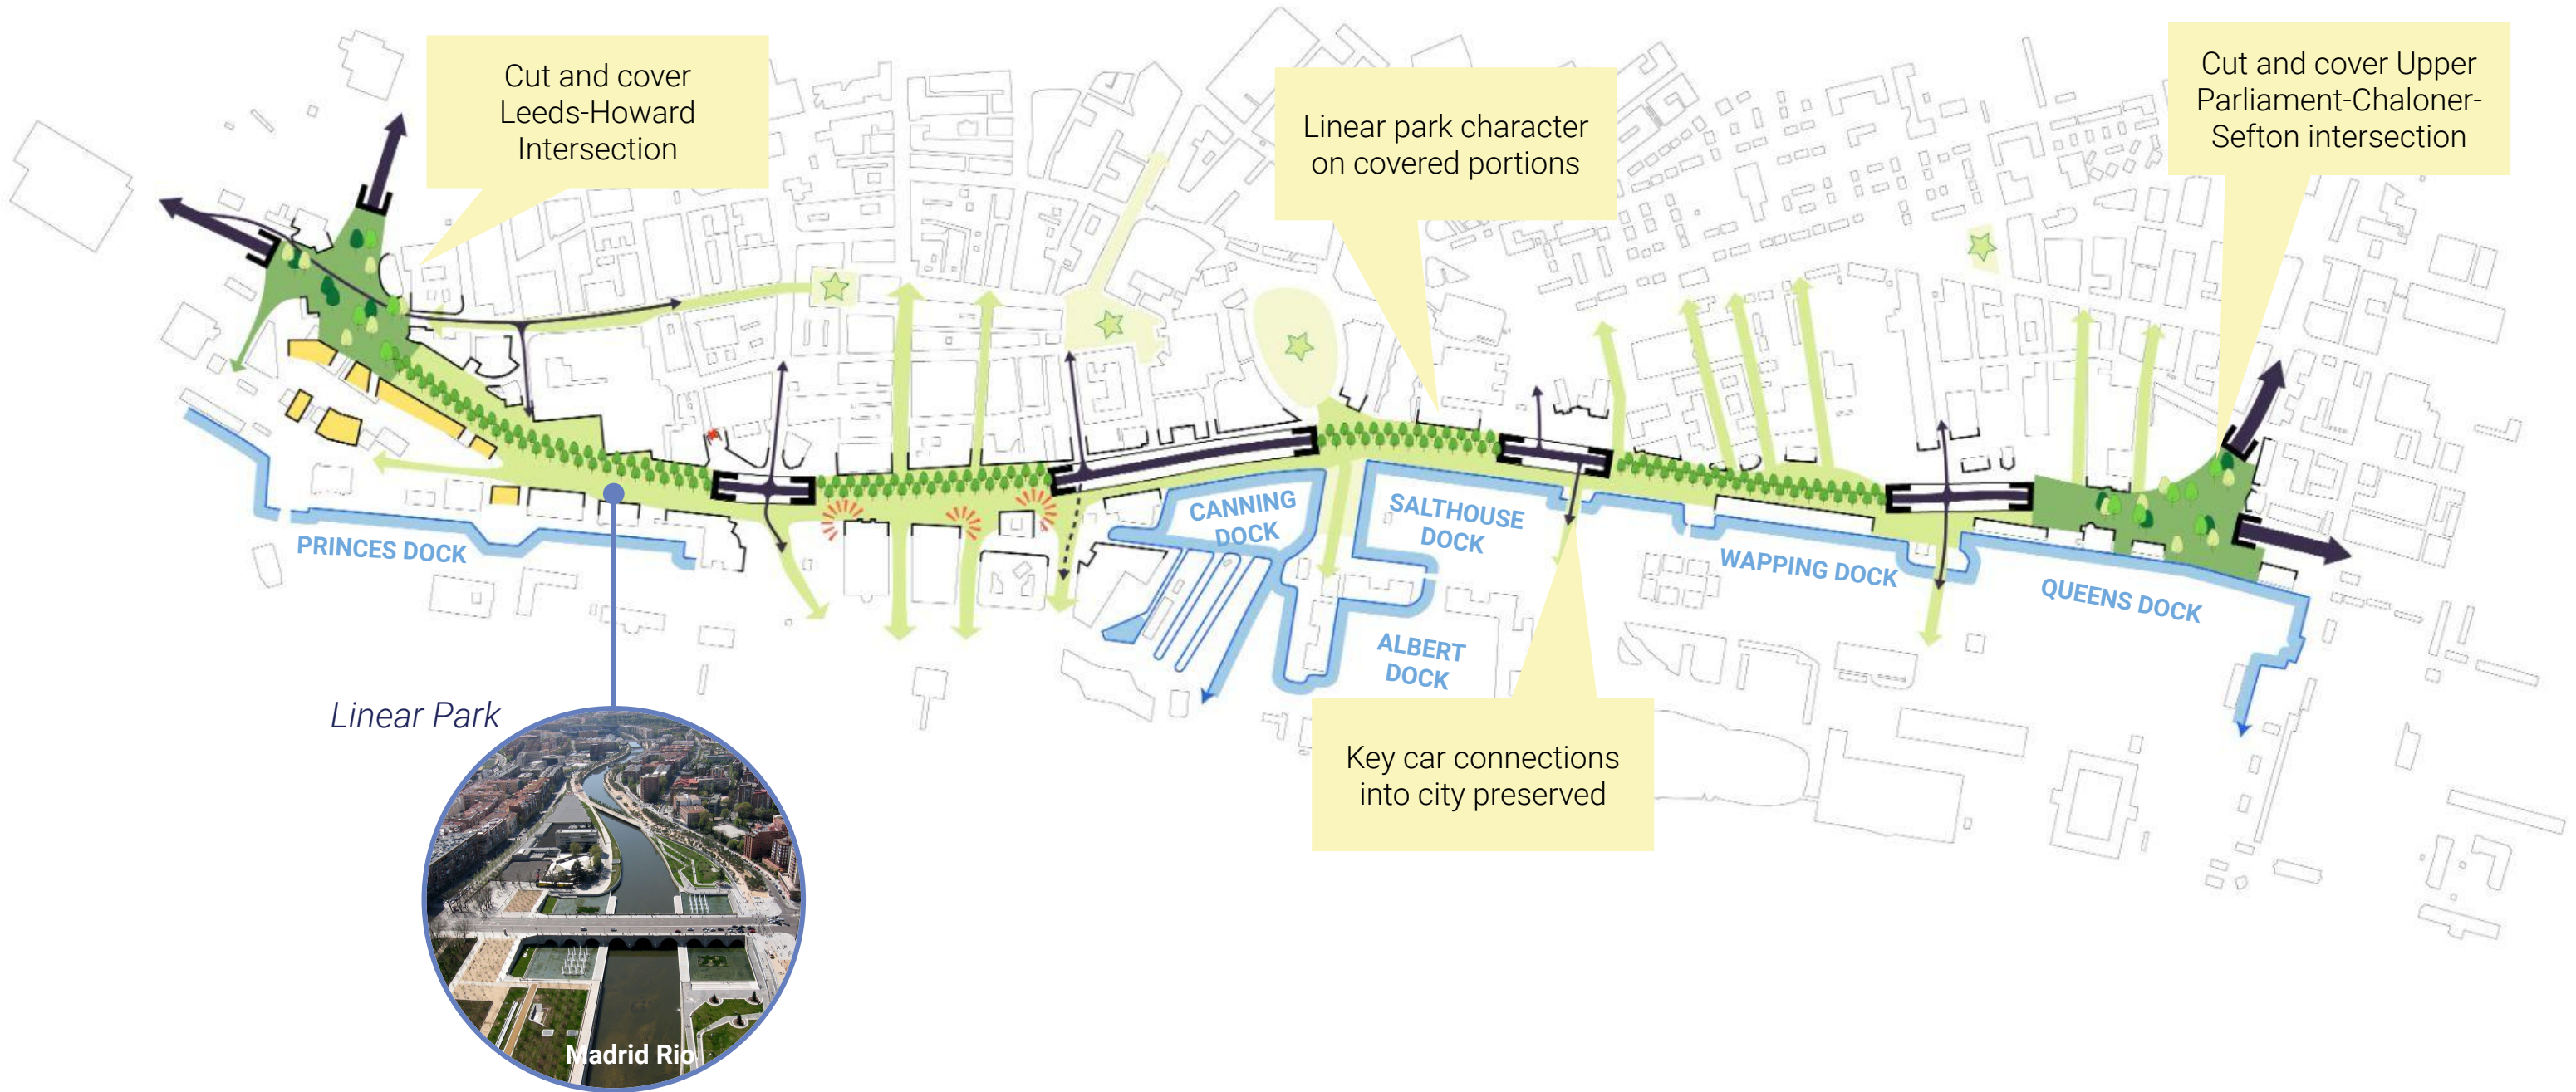 Cut and cover
Leeds-Howard
Intersection
Linear park character
on covered portions
Cut and cover Upper
Parliament-Chaloner-
Sefton intersection
PRINCES DOCK
CANNING
DOCK
SALTHOUSE
DOCK
ALBERT
DOCK
WAPPING DOCK
QUEENS DOCK
Key car connections
into city preserved
Linear Park
Madrid Rio